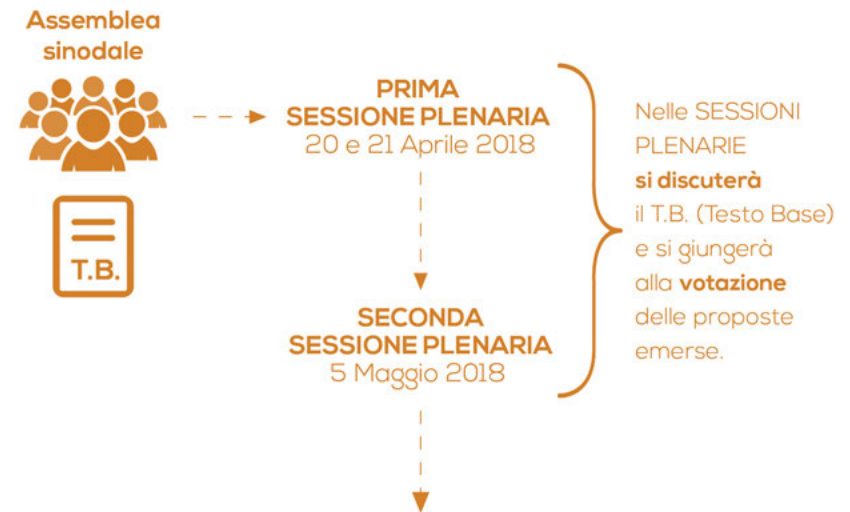 Assemblea
sinodale
T.B.
PRIMA
SESSIONE PLENARIA
20 e 21 Aprile 2018
SECONDA
SESSIONE PLENARIA
5 Maggio 2018
Nelle SESSIONI
PLENARIE
si discuterà
il T.B. (Testo Base)
e si giungerà
alla votazione
delle proposte
emerse.